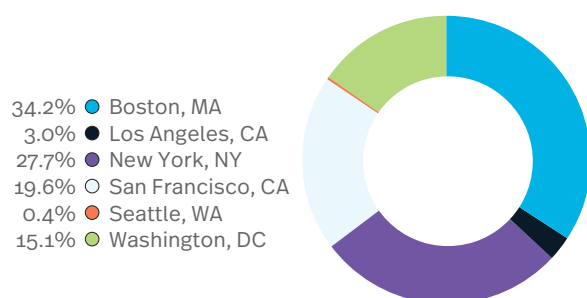 34.2% Boston, MA
3.0% Los Angeles, CA
27.7% New York, NY
19.6% San Francisco, CA
0.4% Seattle, WA
15.1% Washington, DC